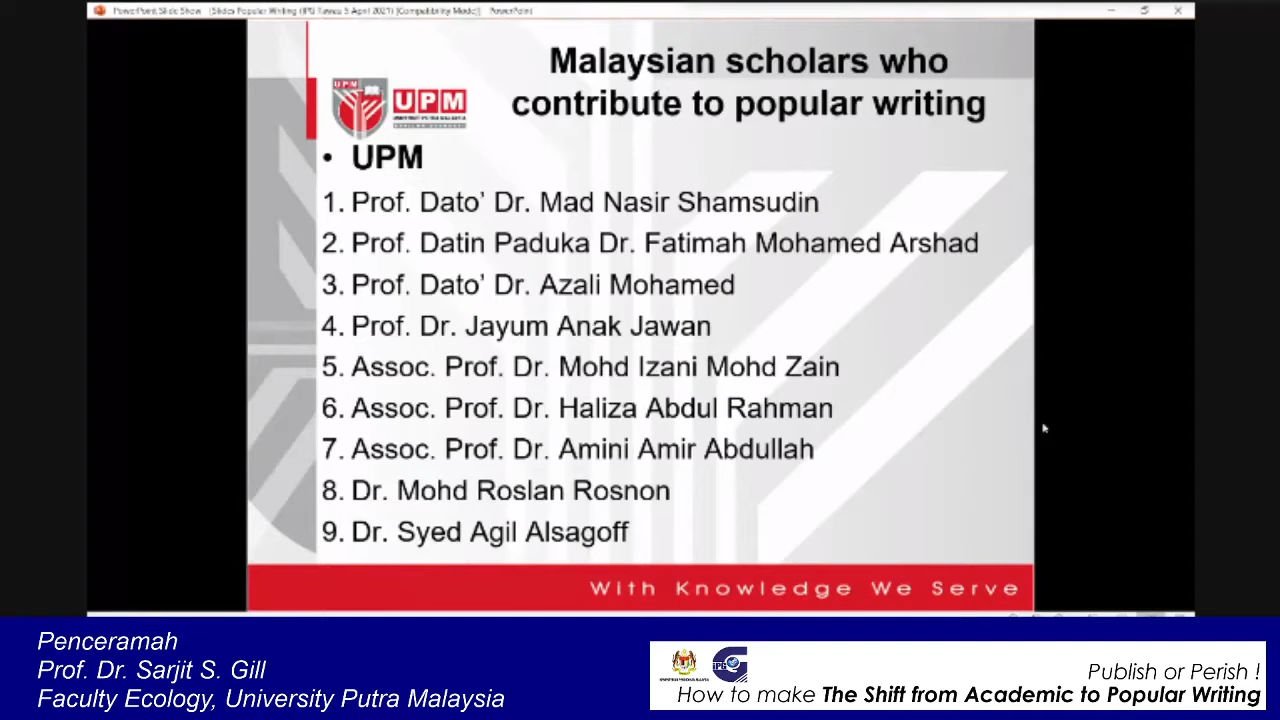 PowerPoint Slide Show - [Slides Popular Writing (IPG Tawau 5 April 2021) [Compatibility Mode]] - PowerPoint
Malaysian scholars who
contribute to popular writing
UPM
UPM
UNIVERSITI PUTRA MALAYSIA
• UPM
1. Prof. Dato’ Dr. Mad Nasir Shamsudin
2. Prof. Datin Paduka Dr. Fatimah Mohamed Arshad
3. Prof. Dato’ Dr. Azali Mohamed
4. Prof. Dr. Jayum Anak Jawan
5. Assoc. Prof. Dr. Mohd Izani Mohd Zain
6. Assoc. Prof. Dr. Haliza Abdul Rahman
7. Assoc. Prof. Dr. Amini Amir Abdullah
8. Dr. Mohd Roslan Rosnon
9. Dr. Syed Agil Alsagoff
With Knowledge We Serve
Penceramah
Prof. Dr. Sarjit S. Gill
Faculty Ecology, University Putra Malaysia
iPG
Publish or Perish !
How to make The Shift from Academic to Popular Writing